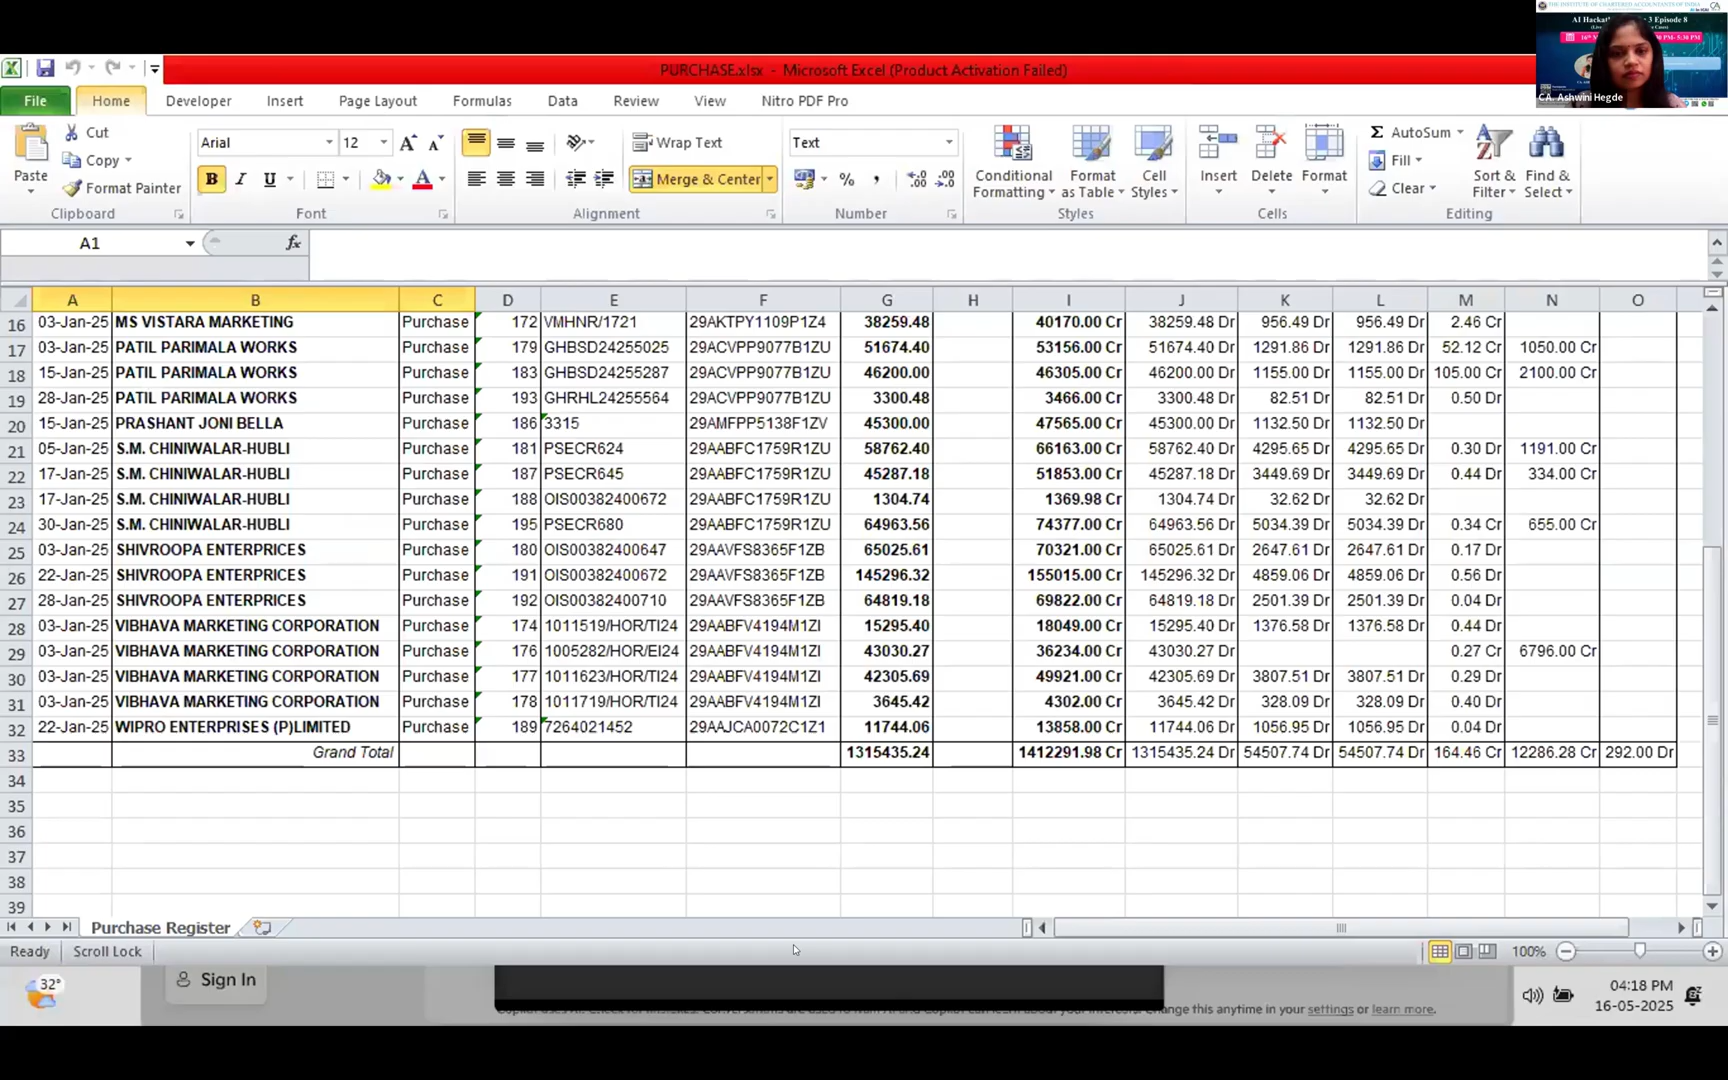 THE INSTITUTE OF CHARTERED ACCOUNTANTS OF INDIA
AI Hackath 3 Episode 8
PM- 5:30 PM
CA. Ashwini Hegde
PURCHASE.xlsx - Microsoft Excel (Product Activation Failed)
File Home Developer Insert Page Layout Formulas Data Review View Nitro PDF Pro
Paste Cut Copy Format Painter
Arial 12 Wrap Text Text
B I U Merge & Center % ,
Conditional Formatting Format as Table Cell Styles Insert Delete Format
Σ AutoSum Fill Clear Sort & Filter Find & Select
Clipboard Font Alignment Number Styles Cells Editing
A1 fx
A B C D E F G H I J K L M N O
16 03-Jan-25 MS VISTARA MARKETING Purchase 172 VMHNR/1721 29AKTPY1109P1Z4 38259.48 40170.00 Cr 38259.48 Dr 956.49 Dr 956.49 Dr 2.46 Cr
17 03-Jan-25 PATIL PARIMALA WORKS Purchase 179 GHBSD24255025 29ACVPP9077B1ZU 51674.40 53156.00 Cr 51674.40 Dr 1291.86 Dr 1291.86 Dr 52.12 Cr 1050.00 Cr
18 15-Jan-25 PATIL PARIMALA WORKS Purchase 183 GHBSD24255287 29ACVPP9077B1ZU 46200.00 46305.00 Cr 46200.00 Dr 1155.00 Dr 1155.00 Dr 105.00 Cr 2100.00 Cr
19 28-Jan-25 PATIL PARIMALA WORKS Purchase 193 GHRHL24255564 29ACVPP9077B1ZU 3300.48 3466.00 Cr 3300.48 Dr 82.51 Dr 82.51 Dr 0.50 Cr
20 15-Jan-25 PRASHANT JONI BELLA Purchase 186 3315 29AMFPP5138F1ZV 45300.00 47565.00 Cr 45300.00 Dr 1132.50 Dr 1132.50 Dr
21 05-Jan-25 S.M. CHINIWALAR-HUBLI Purchase 181 PSECR624 29AABFC1759R1ZU 58762.40 66163.00 Cr 58762.40 Dr 4295.65 Dr 4295.65 Dr 0.30 Cr 1191.00 Cr
22 17-Jan-25 S.M. CHINIWALAR-HUBLI Purchase 187 PSECR645 29AABFC1759R1ZU 45287.18 51853.00 Cr 45287.18 Dr 3449.69 Dr 3449.69 Dr 0.44 Cr 334.00 Cr
23 17-Jan-25 S.M. CHINIWALAR-HUBLI Purchase 188 OIS00382400672 29AABFC1759R1ZU 1304.74 1369.98 Cr 1304.74 Dr 32.62 Dr 32.62 Dr
24 30-Jan-25 S.M. CHINIWALAR-HUBLI Purchase 195 PSECR680 29AABFC1759R1ZU 64963.56 74377.00 Cr 64963.56 Dr 5034.39 Dr 5034.39 Dr 0.34 Cr 655.00 Cr
25 03-Jan-25 SHIVROOPA ENTERPRICES Purchase 180 OIS00382400647 29AAVFS8365F1ZB 65025.61 70321.00 Cr 65025.61 Dr 2647.61 Dr 2647.61 Dr 0.17 Dr
26 22-Jan-25 SHIVROOPA ENTERPRICES Purchase 191 OIS00382400672 29AAVFS8365F1ZB 145296.32 155015.00 Cr 145296.32 Dr 4859.06 Dr 4859.06 Dr 0.56 Dr
27 28-Jan-25 SHIVROOPA ENTERPRICES Purchase 192 OIS00382400710 29AAVFS8365F1ZB 64819.18 69822.00 Cr 64819.18 Dr 2501.39 Dr 2501.39 Dr 0.04 Dr
28 03-Jan-25 VIBHAVA MARKETING CORPORATION Purchase 174 1011519/HOR/TI24 29AABFV4194M1ZI 15295.40 18049.00 Cr 15295.40 Dr 1376.58 Dr 1376.58 Dr 0.44 Dr
29 03-Jan-25 VIBHAVA MARKETING CORPORATION Purchase 176 1005282/HOR/EI24 29AABFV4194M1ZI 43030.27 36234.00 Cr 43030.27 Dr 0.27 Cr 6796.00 Cr
30 03-Jan-25 VIBHAVA MARKETING CORPORATION Purchase 177 1011623/HOR/TI24 29AABFV4194M1ZI 42305.69 49921.00 Cr 42305.69 Dr 3807.51 Dr 3807.51 Dr 0.29 Dr
31 03-Jan-25 VIBHAVA MARKETING CORPORATION Purchase 178 1011719/HOR/TI24 29AABFV4194M1ZI 3645.42 4302.00 Cr 3645.42 Dr 328.09 Dr 328.09 Dr 0.40 Dr
32 22-Jan-25 WIPRO ENTERPRISES (P)LIMITED Purchase 189 7264021452 29AAJCA0072C1Z1 11744.06 13858.00 Cr 11744.06 Dr 1056.95 Dr 1056.95 Dr 0.04 Dr
33 Grand Total 1315435.24 1412291.98 Cr 1315435.24 Dr 54507.74 Dr 54507.74 Dr 164.46 Cr 12286.28 Cr 292.00 Dr
34
35
36
37
38
39
Purchase Register
Ready Scroll Lock 100%
32° Sign In
Change this anytime in your settings or learn more.
04:18 PM
16-05-2025